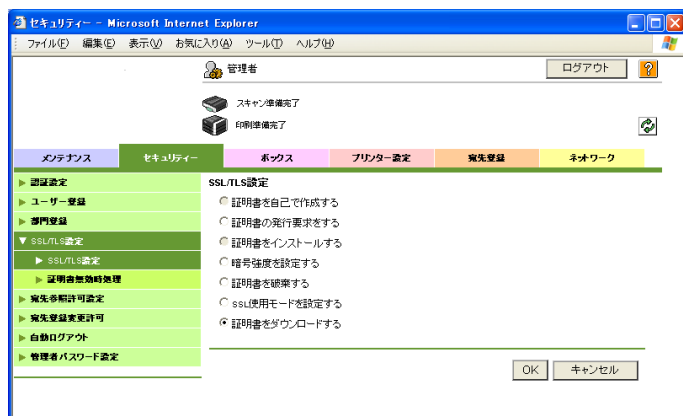 セキュリティー - Microsoft Internet Explorer
ファイル(F) 編集(E) 表示(V) お気に入り(A) ツール(T) ヘルプ(H)
管理者
ログアウト
?
スキャン準備完了
印刷準備完了
メンテナンス セキュリティー ボックス プリンター設定 宛先登録 ネットワーク
認証設定
ユーザー登録
部門登録
SSL/TLS設定
SSL/TLS設定
証明書無効時処理
宛先参照許可設定
宛先登録変更許可
自動ログアウト
管理者パスワード設定
SSL/TLS設定
証明書を自己で作成する
証明書の発行要求をする
証明書をインストールする
暗号強度を設定する
証明書を破棄する
SSL使用モードを設定する
証明書をダウンロードする
OK キャンセル